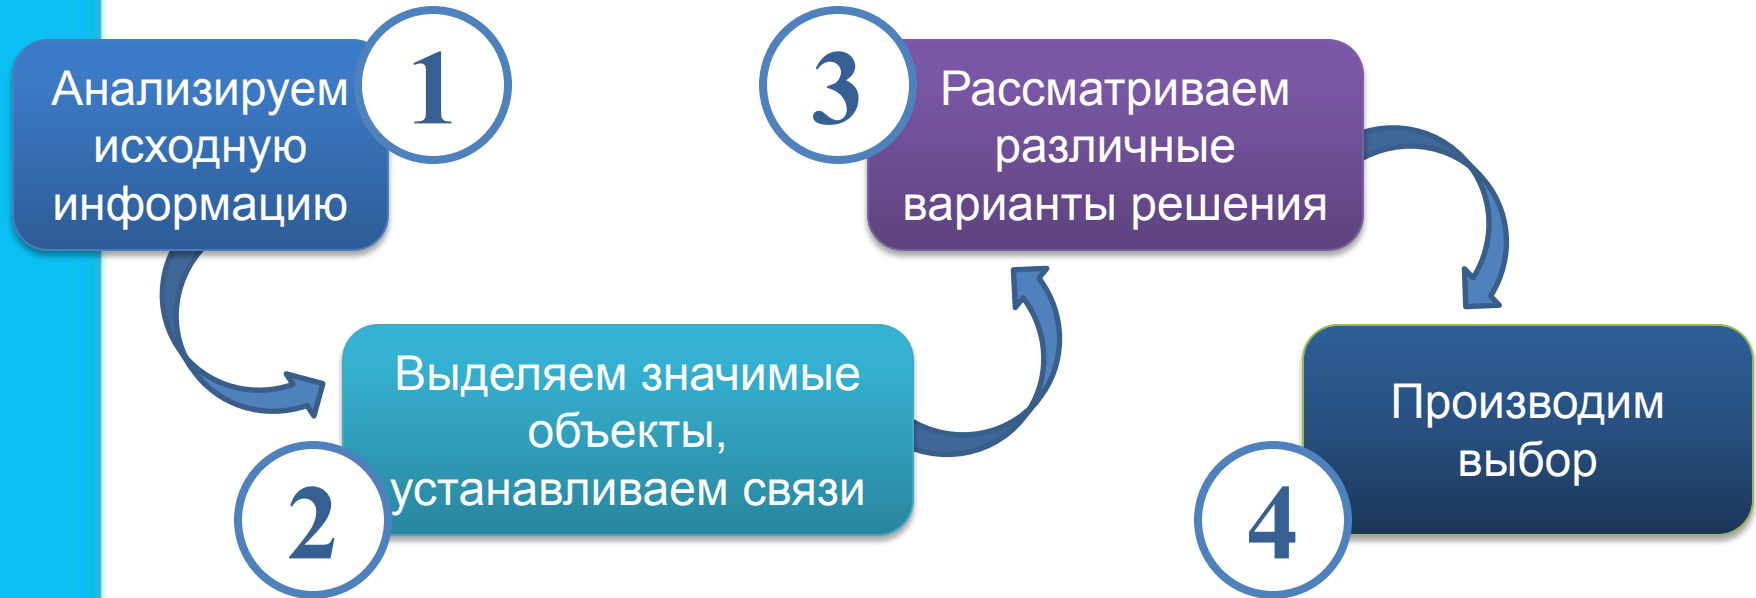 1
Анализируем
исходную
информацию
2
Выделяем значимые
объекты,
устанавливаем связи
3
Рассматриваем
различные
варианты решения
4
Производим
выбор